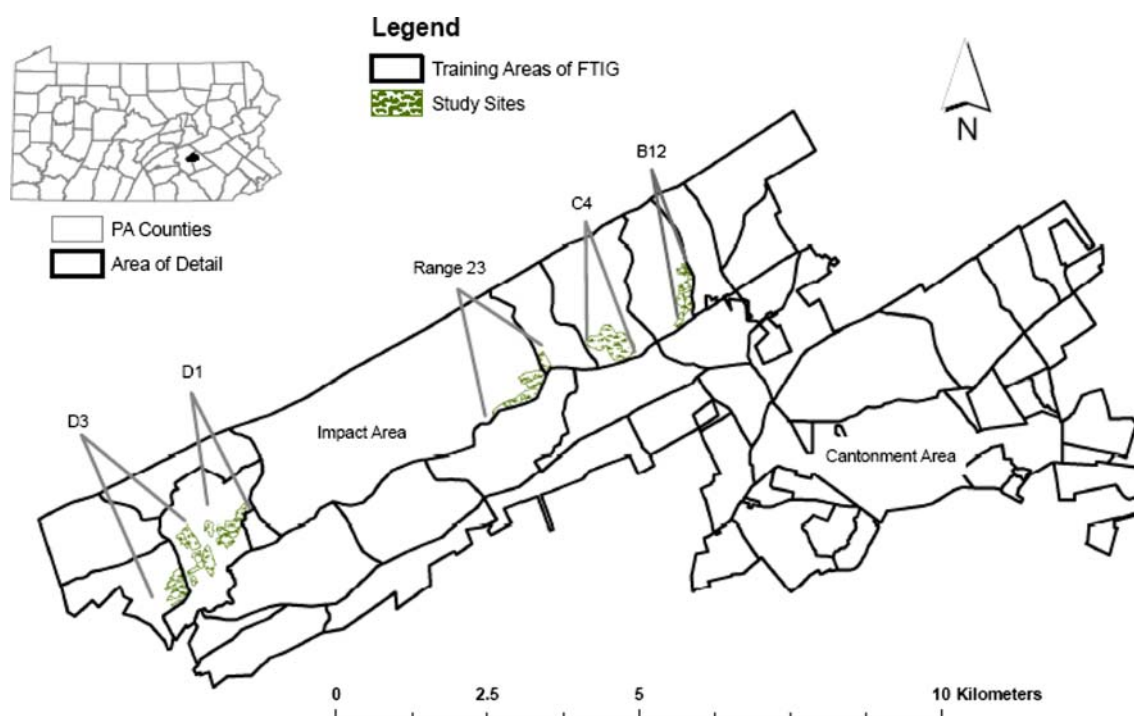 Legend
Training Areas of FTIG
Study Sites
N
PA Counties
Area of Detail
B12
C4
Range 23
D1
D3
Impact Area
Cantonment Area
0 2.5 5 10 Kilometers